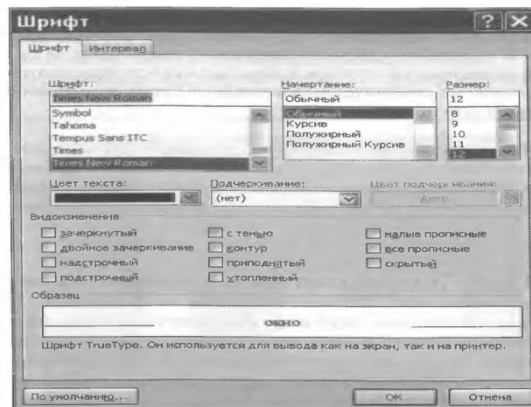 Шрифт
Шрифт Интервал
Шрифт: Начертание: Размер:
Times New Roman Обычный 12
Symbol Обычный 8
Tahoma Курсив 9
Tempus Sans ITC Полужирный 10
Times Полужирный Курсив 11
Times New Roman 12
Цвет текста: Подчеркивание: Цвет подчеркивания:
(нет) Авто
Видоизменение
зачеркнутый с тенью малые прописные
двойное зачеркивание контур все прописные
надстрочный приподнятый скрытый
подстрочный утопленный
Образец
окно
Шрифт TrueType. Он используется для вывода как на экран, так и на принтер.
По умолчанию... ОК Отмена